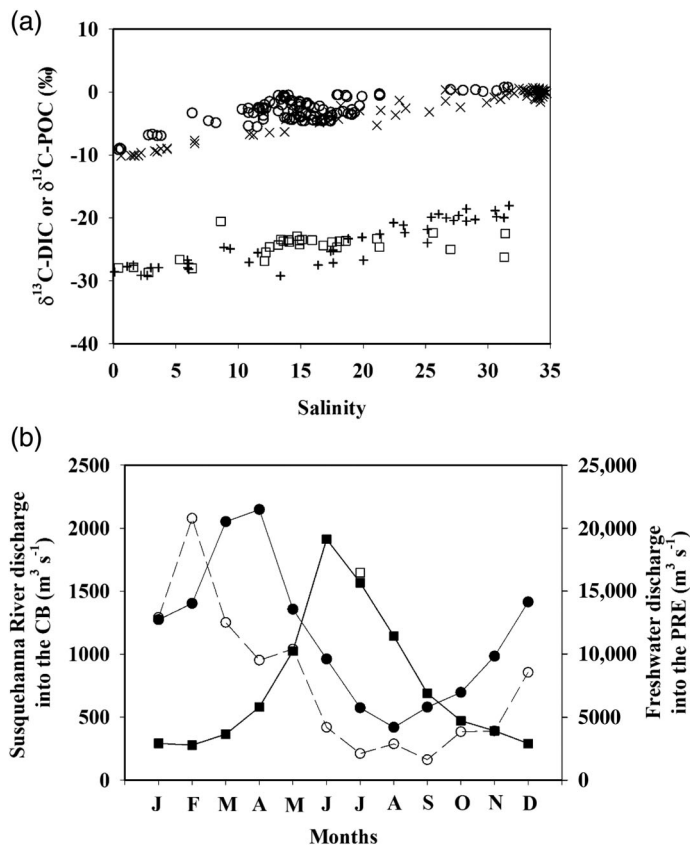 (a)
δ¹³C-DIC or δ¹³C-POC (‰)
10
0
-10
-20
-30
-40
0 5 10 15 20 25 30 35
Salinity
(b)
Susquehanna River discharge
into the CB (m³ s⁻¹)
2500
2000
1500
1000
500
0
25,000
20,000
15,000
10,000
5000
0
Freshwater discharge
into the PRE (m³ s⁻¹)
J F M A M J J A S O N D
Months